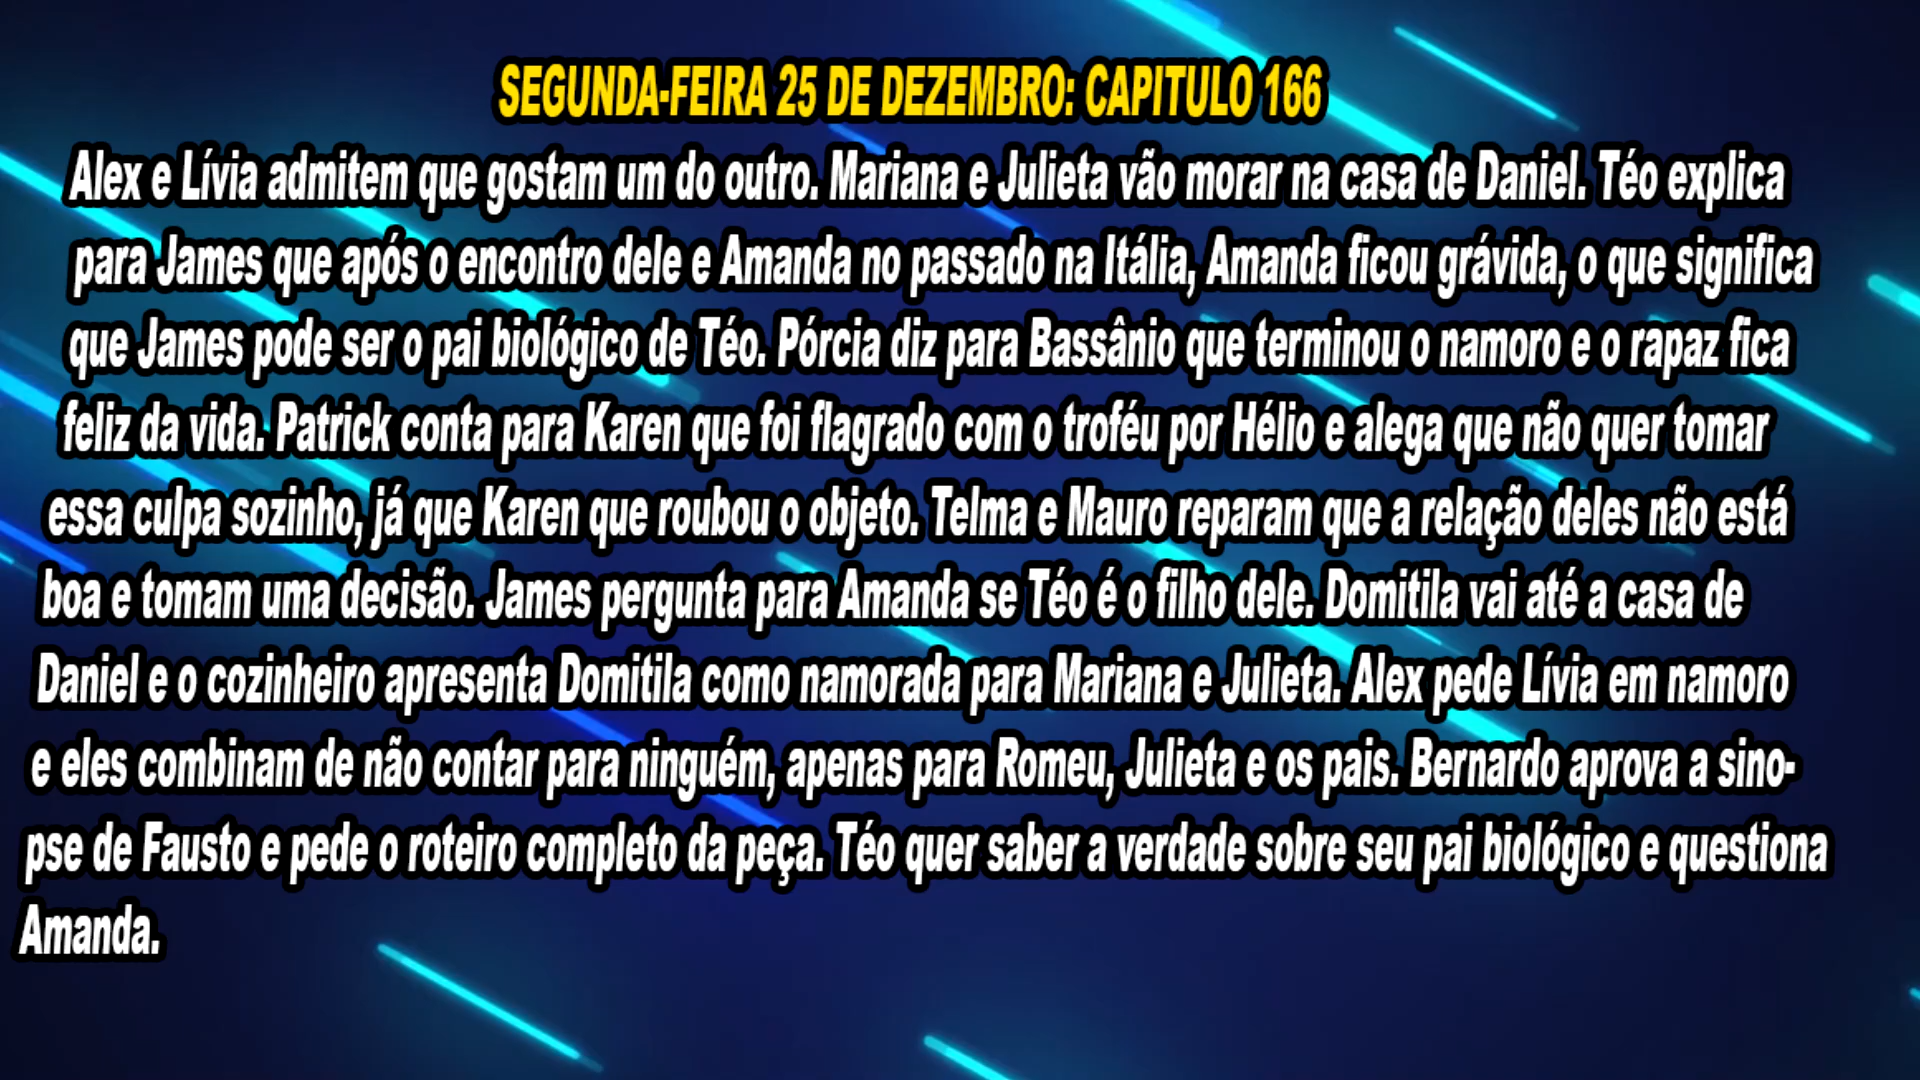 SEGUNDA-FEIRA 25 DE DEZEMBRO: CAPITULO 166
Alex e Lívia admitem que gostam um do outro. Mariana e Julieta vão morar na casa de Daniel. Téo explica
para James que após o encontro dele e Amanda no passado na Itália, Amanda ficou grávida, o que significa
que James pode ser o pai biológico de Téo. Pórcia diz para Bassânio que terminou o namoro e o rapaz fica
feliz da vida. Patrick conta para Karen que foi flagrado com o troféu por Hélio e alega que não quer tomar
essa culpa sozinho, já que Karen que roubou o objeto. Telma e Mauro reparam que a relação deles não está
boa e tomam uma decisão. James pergunta para Amanda se Téo é o filho dele. Domitila vai até a casa de
Daniel e o cozinheiro apresenta Domitila como namorada para Mariana e Julieta. Alex pede Lívia em namoro
e eles combinam de não contar para ninguém, apenas para Romeu, Julieta e os pais. Bernardo aprova a sino-
pse de Fausto e pede o roteiro completo da peça. Téo quer saber a verdade sobre seu pai biológico e questiona
Amanda.